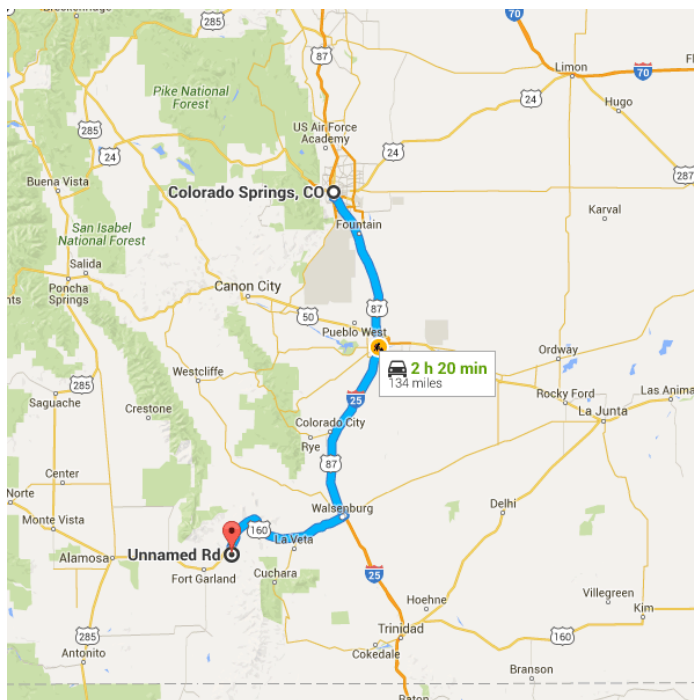 Breckenridge
285
87
70
Limon
70
Pike National
Forest
24
Hugo
US Air Force
Academy
285
24
24
287
Buena Vista
Colorado Springs, CO
Karval
Fountain
San Isabel
National Forest
Salida
Poncha
Springs
nts
Canon City
87
50
Pueblo West
Ordway
2 h 20 min
134 miles
Westcliffe
285
Saguache
Crestone
25
Rocky Ford
Las Anima
La Junta
Colorado City
Rye
87
Center
Norte
Monte Vista
Walsenburg
Delhi
160
La Veta
Unnamed Rd
Alamosa
Fort Garland
Cuchara
25
Hoehne
Villegreen
Kim
285
Trinidad
160
Antonito
Cokedale
Branson
Raton